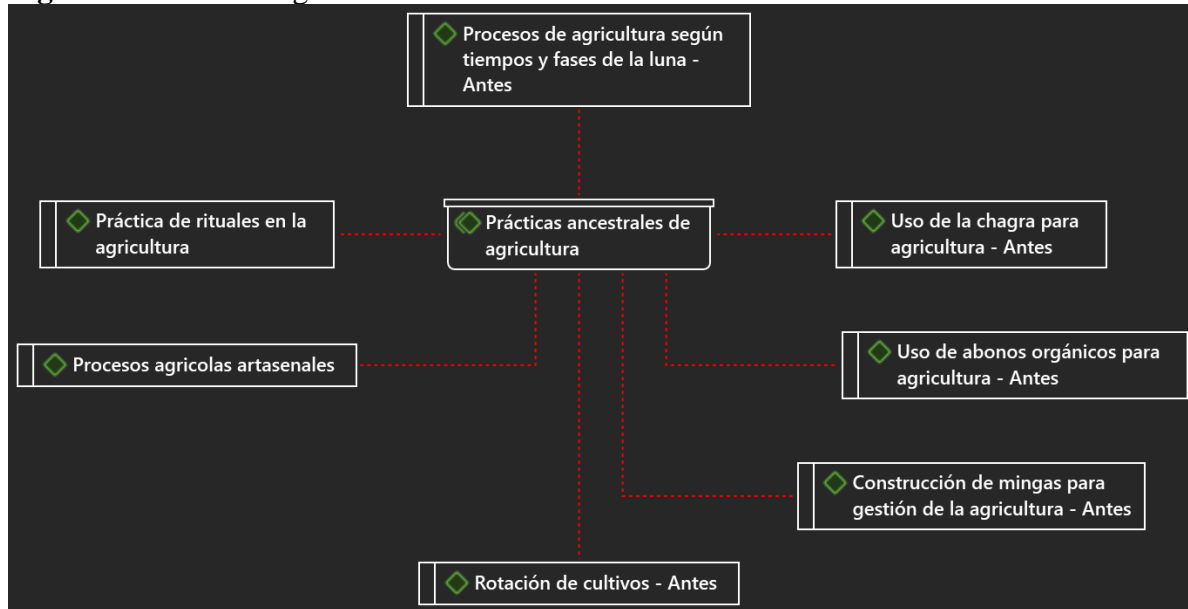 Procesos de agricultura según
tiempos y fases de la luna -
Antes
Práctica de rituales en la
agricultura
Prácticas ancestrales de
agricultura
Uso de la chagra para
agricultura - Antes
Procesos agricolas artasenales
Uso de abonos orgánicos para
agricultura - Antes
Construcción de mingas para
gestión de la agricultura - Antes
Rotación de cultivos - Antes